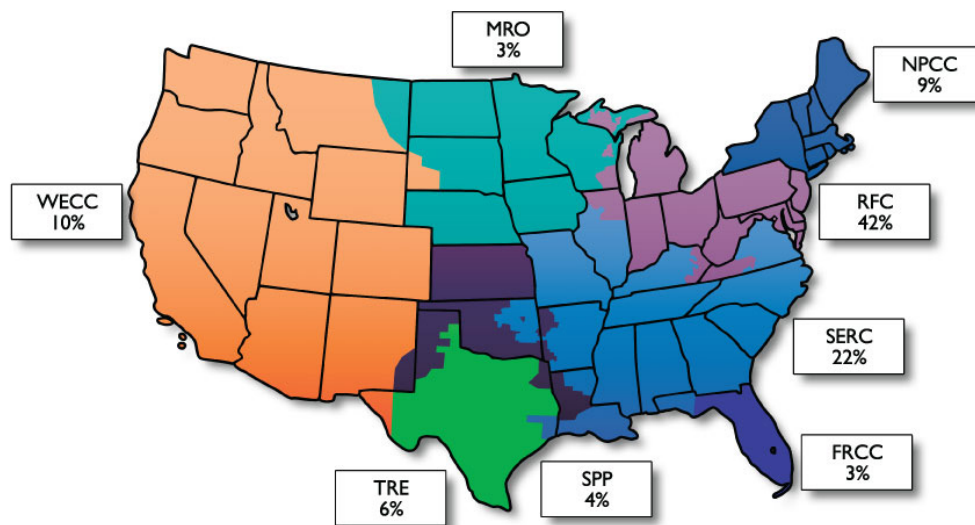 MRO
3%
NPCC
9%
WECC
10%
RFC
42%
SERC
22%
FRCC
3%
TRE
6%
SPP
4%